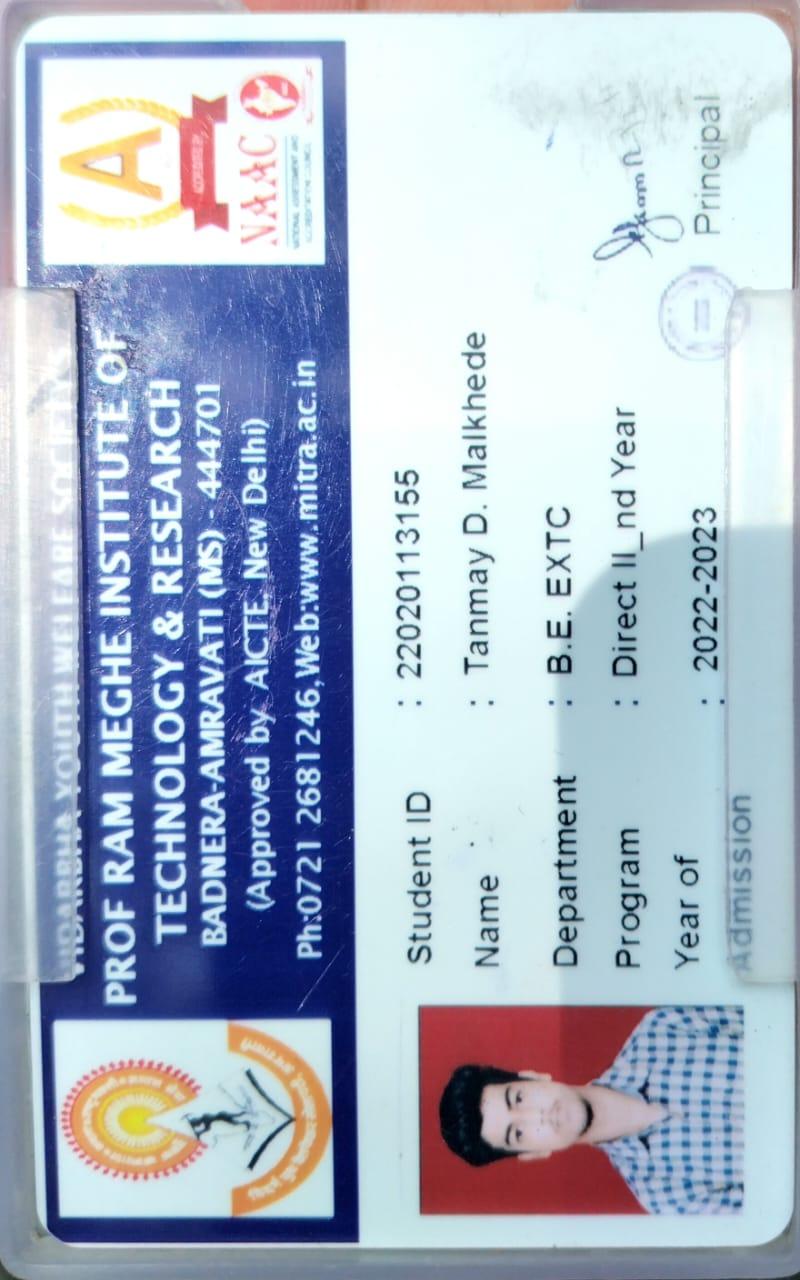 VIDARBHA YOUTH WELFARE SOCIETY'S
PROF RAM MEGHE INSTITUTE OF
TECHNOLOGY & RESEARCH
BADNERA-AMRAVATI (MS) - 444701
(Approved by AICTE, New Delhi)
Ph:0721 2681246,Web:www.mitra.ac.in
A
ACCREDITED BY
NAAC
NATIONAL ASSESSMENT AND
ACCREDITATION COUNCIL
Student ID : 22020113155
Name : Tanmay D. Malkhede
Department : B.E. EXTC
Program : Direct II_nd Year
Year of
Admission : 2022-2023
Principal